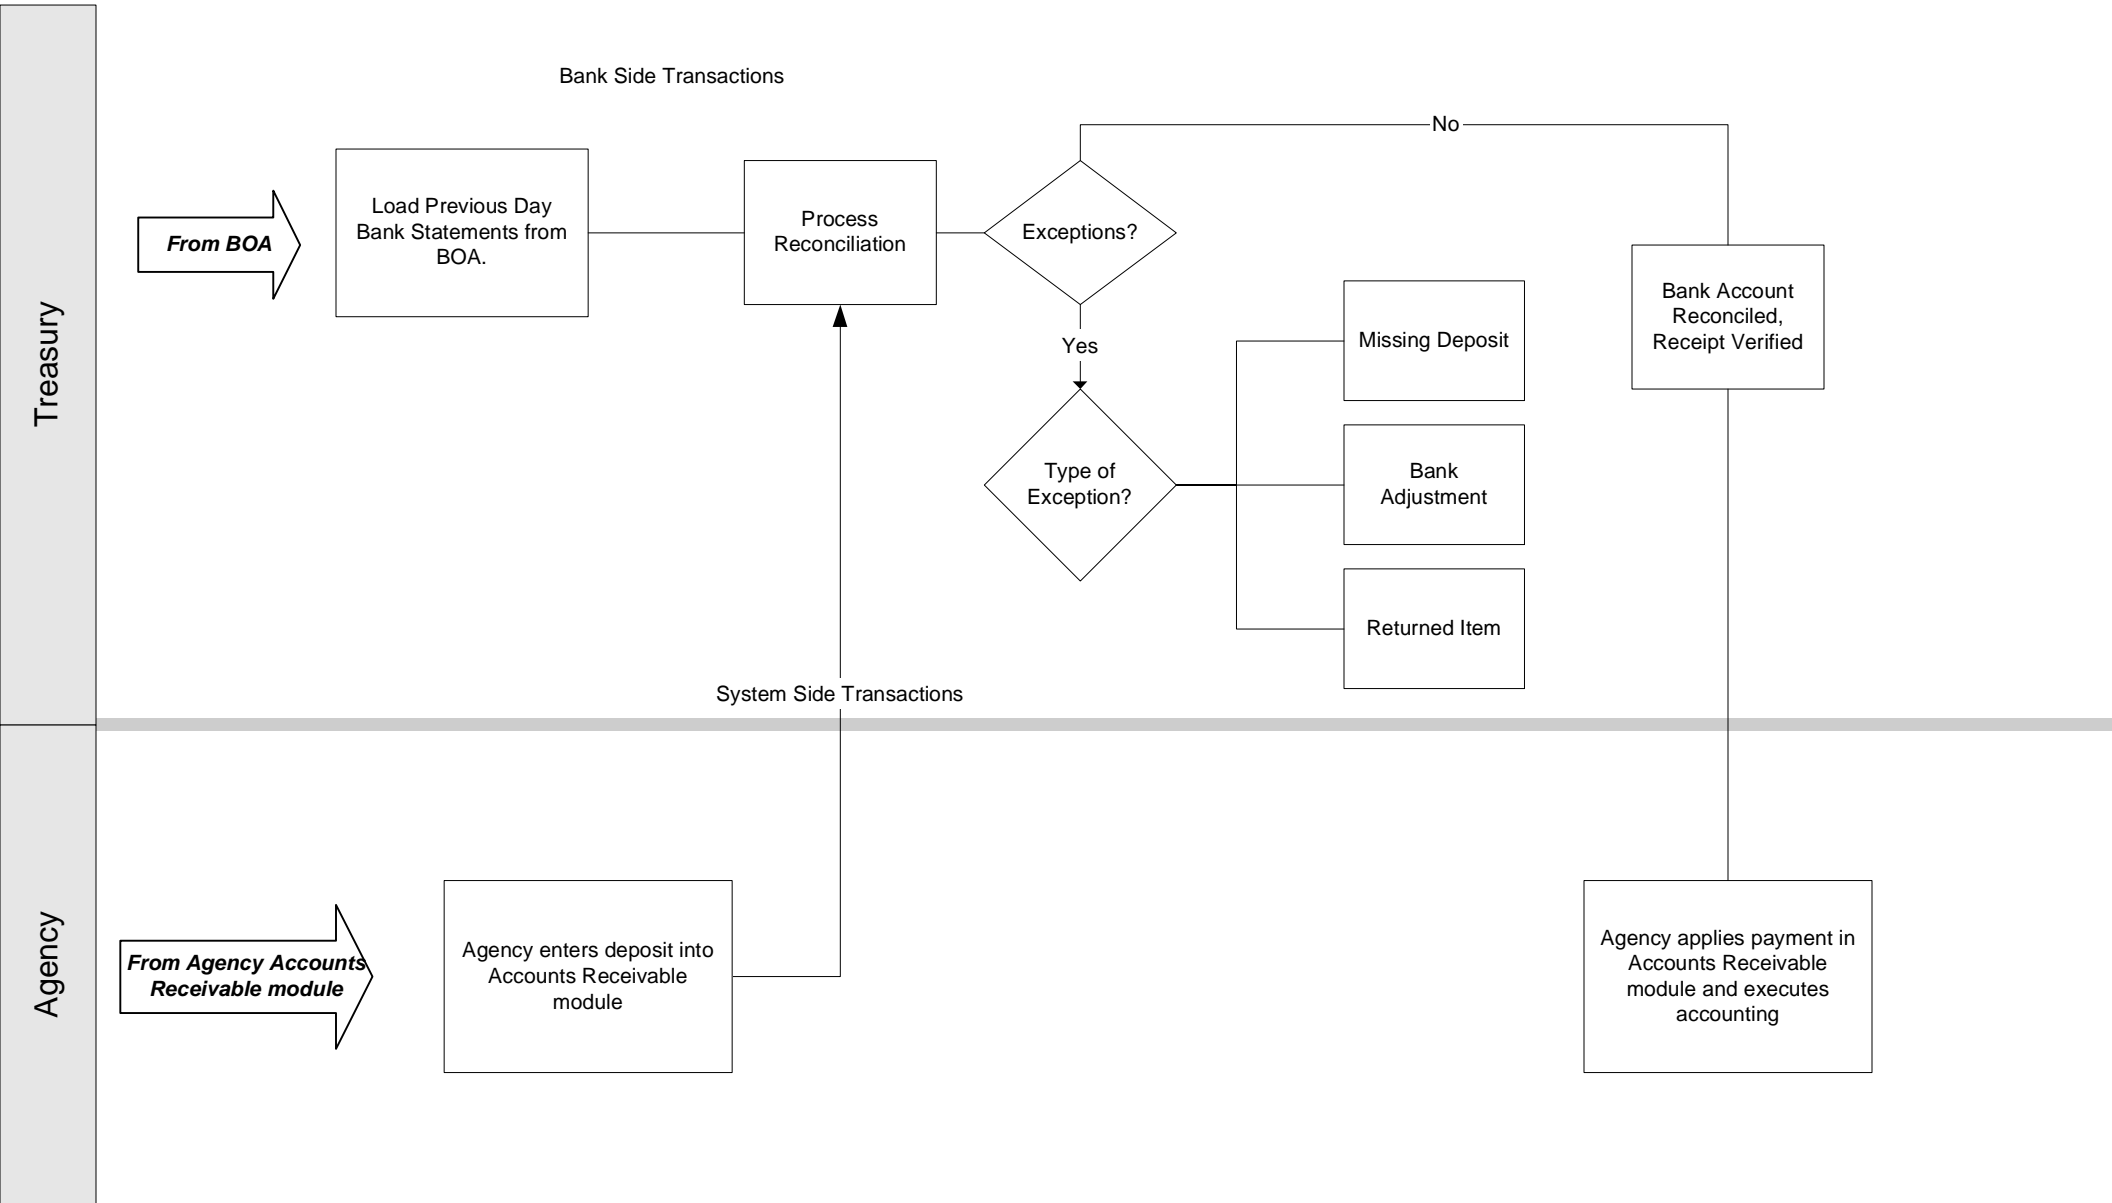 Treasury
Bank Side Transactions
No
From BOA
Load Previous Day
Bank Statements from
BOA.
Process
Reconciliation
Exceptions?
Yes
Type of
Exception?
Missing Deposit
Bank
Adjustment
Returned Item
Bank Account
Reconciled,
Receipt Verified
System Side Transactions
Agency
From Agency Accounts
Receivable module
Agency enters deposit into
Accounts Receivable
module
Agency applies payment in
Accounts Receivable
module and executes
accounting